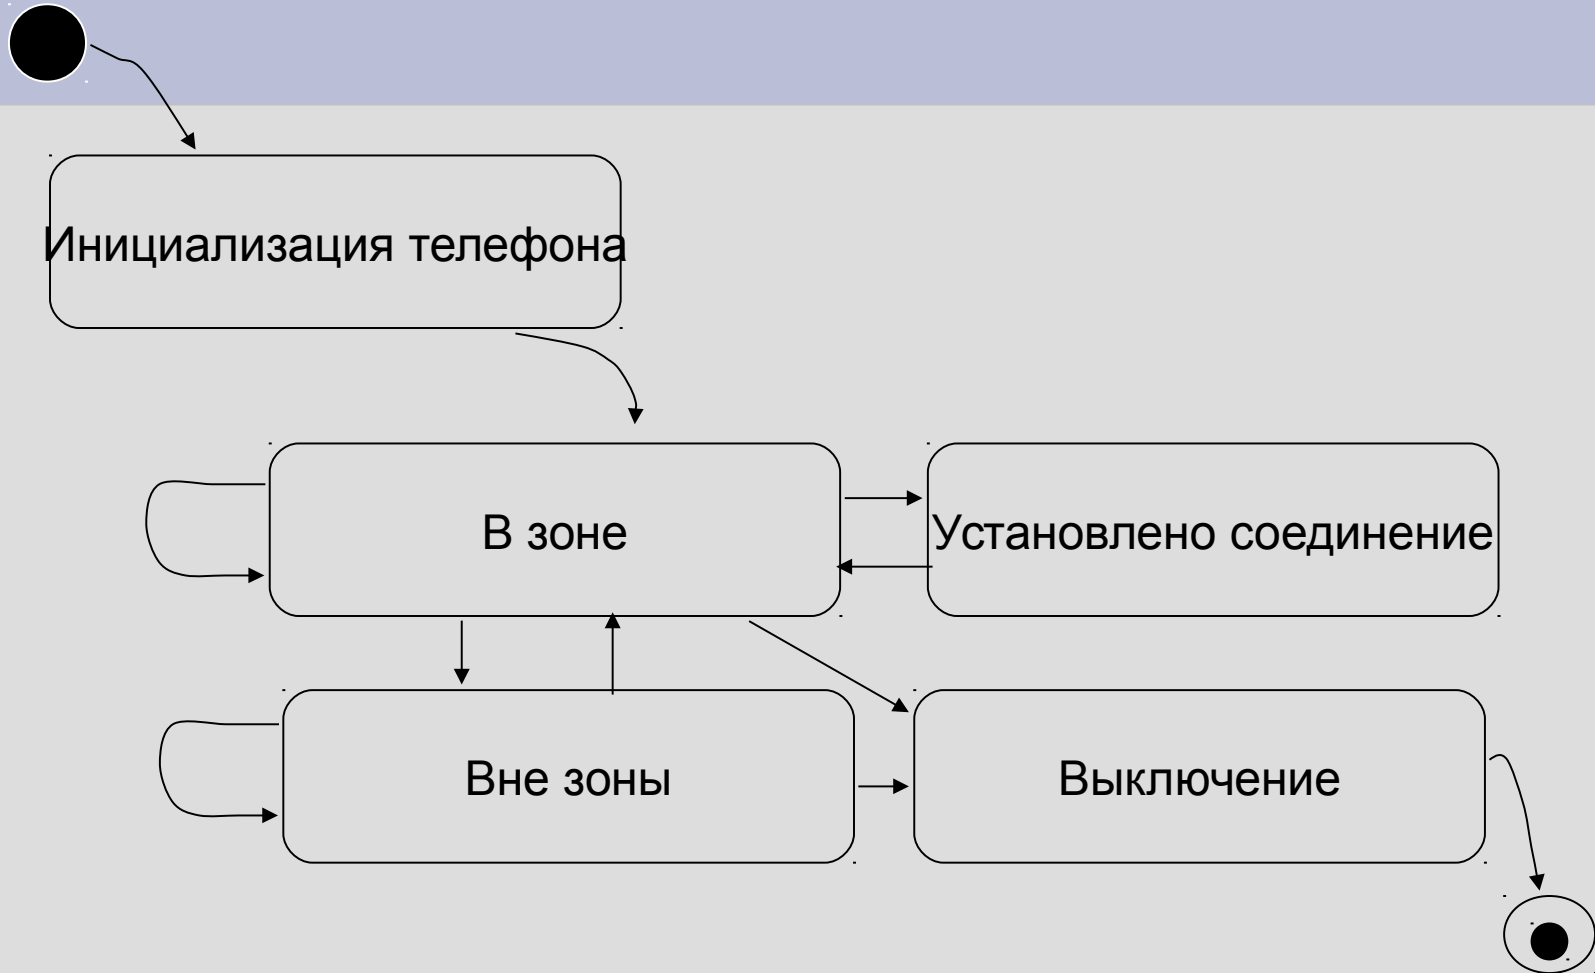 Инициализация телефона
В зоне
Установлено соединение
Вне зоны
Выключение